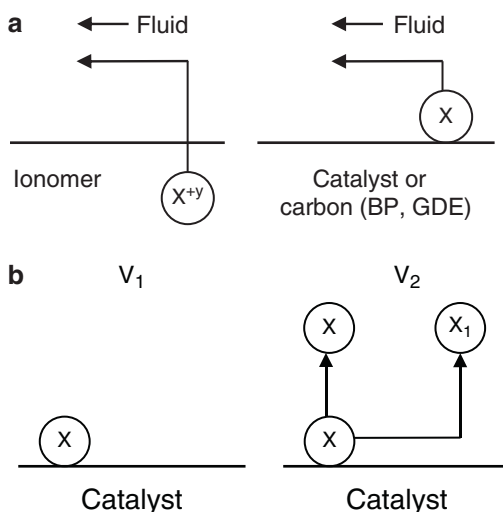 a
Fluid
Ionomer
X+y
Fluid
X
Catalyst or
carbon (BP, GDE)
b
V1
X
Catalyst
V2
X
X1
X
Catalyst